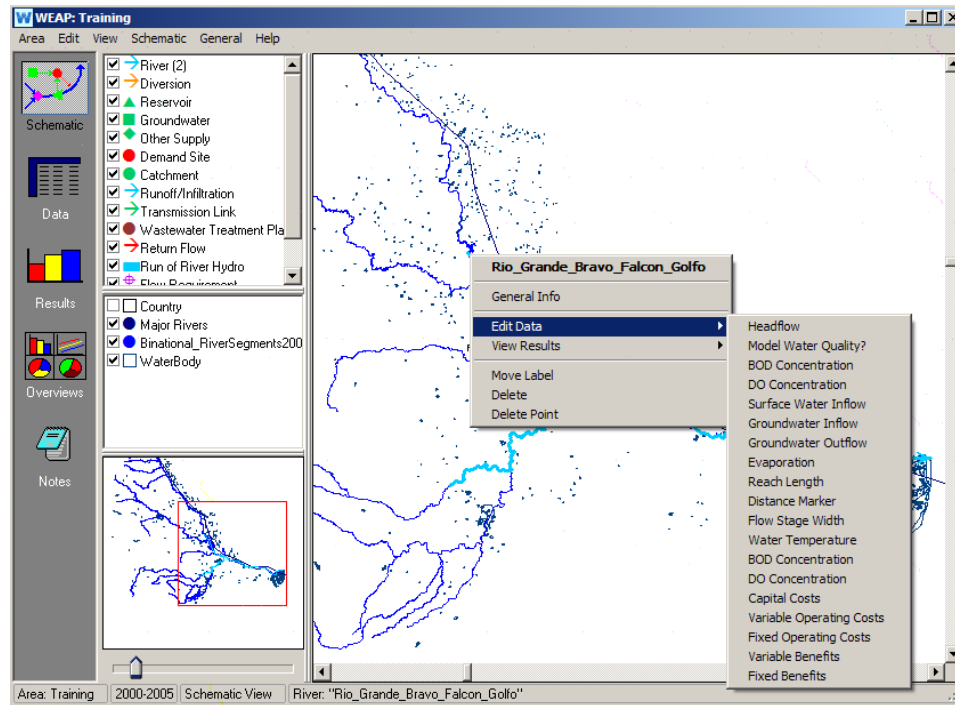 WEAP: Training
Area Edit View Schematic General Help
Schematic
Data
Results
Overviews
Notes
River (2)
Diversion
Reservoir
Groundwater
Other Supply
Demand Site
Catchment
Runoff/Infiltration
Transmission Link
Wastewater Treatment Pla
Return Flow
Run of River Hydro
Flow Requirement
Country
Major Rivers
Binational_RiverSegments200
WaterBody
Rio_Grande_Bravo_Falcon_Golfo
General Info
Edit Data
View Results
Move Label
Delete
Delete Point
Headflow
Model Water Quality?
BOD Concentration
DO Concentration
Surface Water Inflow
Groundwater Inflow
Groundwater Outflow
Evaporation
Reach Length
Distance Marker
Flow Stage Width
Water Temperature
BOD Concentration
DO Concentration
Capital Costs
Variable Operating Costs
Fixed Operating Costs
Variable Benefits
Fixed Benefits
Area: Training 2000-2005 Schematic View River: "Rio_Grande_Bravo_Falcon_Golfo"